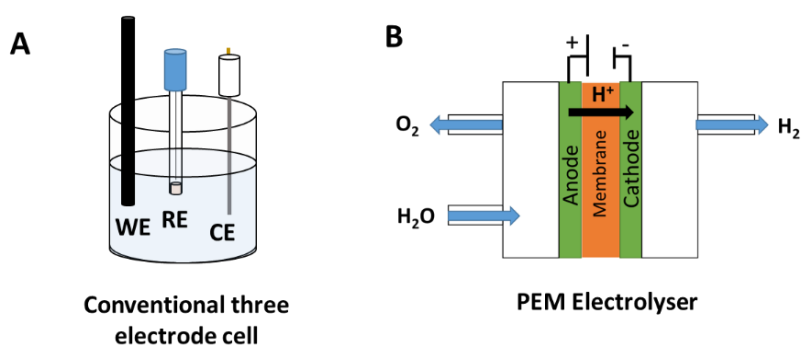 A
WE
RE
CE
Conventional three
electrode cell
B
+
-
H⁺
O₂
H₂
H₂O
Anode
Membrane
Cathode
PEM Electrolyser